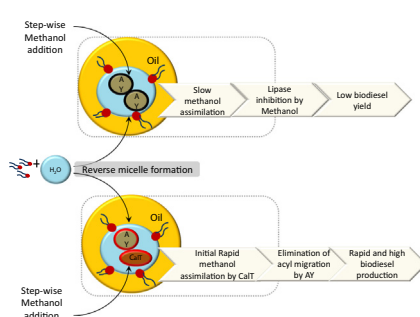 Step-wise
Methanol
addition
Oil
A
Y
A
Y
Slow
methanol
assimilation
Lipase
inhibition by
Methanol
Low biodiesel
yield
+
H₂O
Reverse micelle formation
Oil
A
Y
CalT
Initial Rapid
methanol
assimilation by CalT
Elimination of
acyl migration
by AY
Rapid and high
biodiesel
production
Step-wise
Methanol
addition